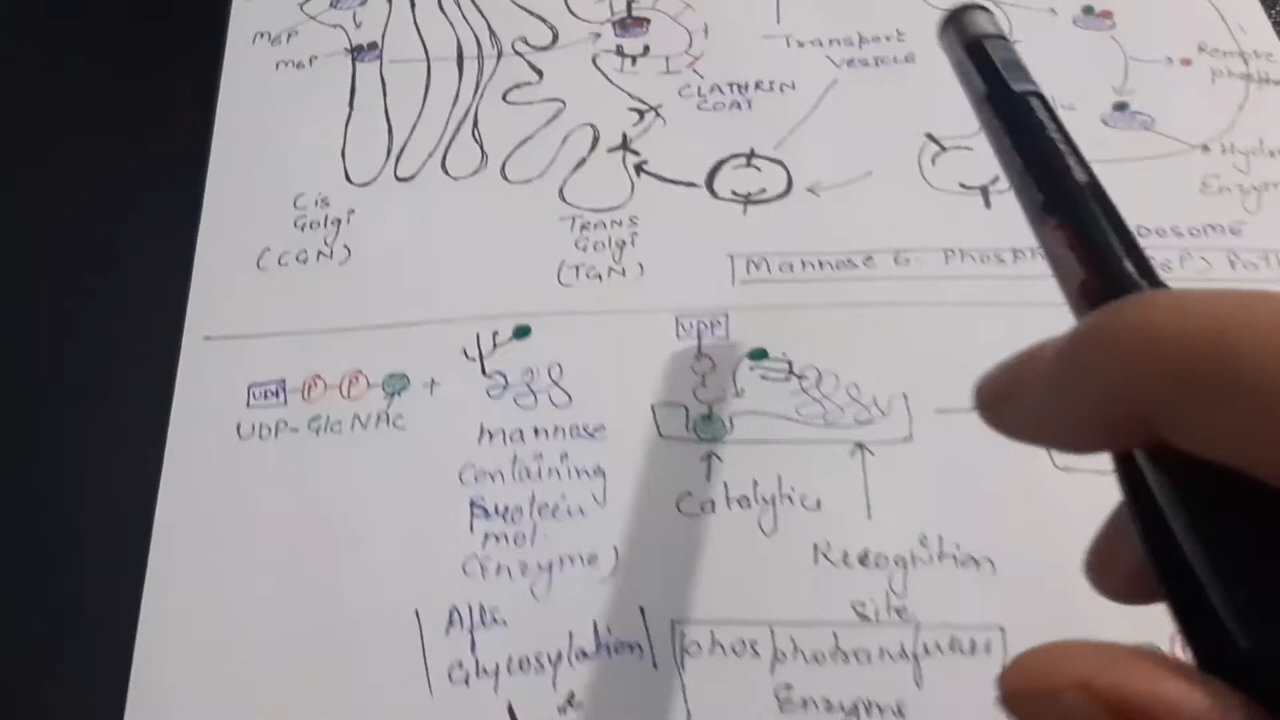 M6P
M6P
CLATHRIN
COAT
Transport
VESICLE
Remove
Cis
Golgi
(CGN)
TRANS
Golgi
(TGN)
Mannose 6-
UDP P P +
UDP-GlcNAc
Mannose
Containing
Protein
mol.
(Enzyme)
UDP
Catalytic
Recognition
Site
After
Glycosylation
Phosphotransferase
Enzyme